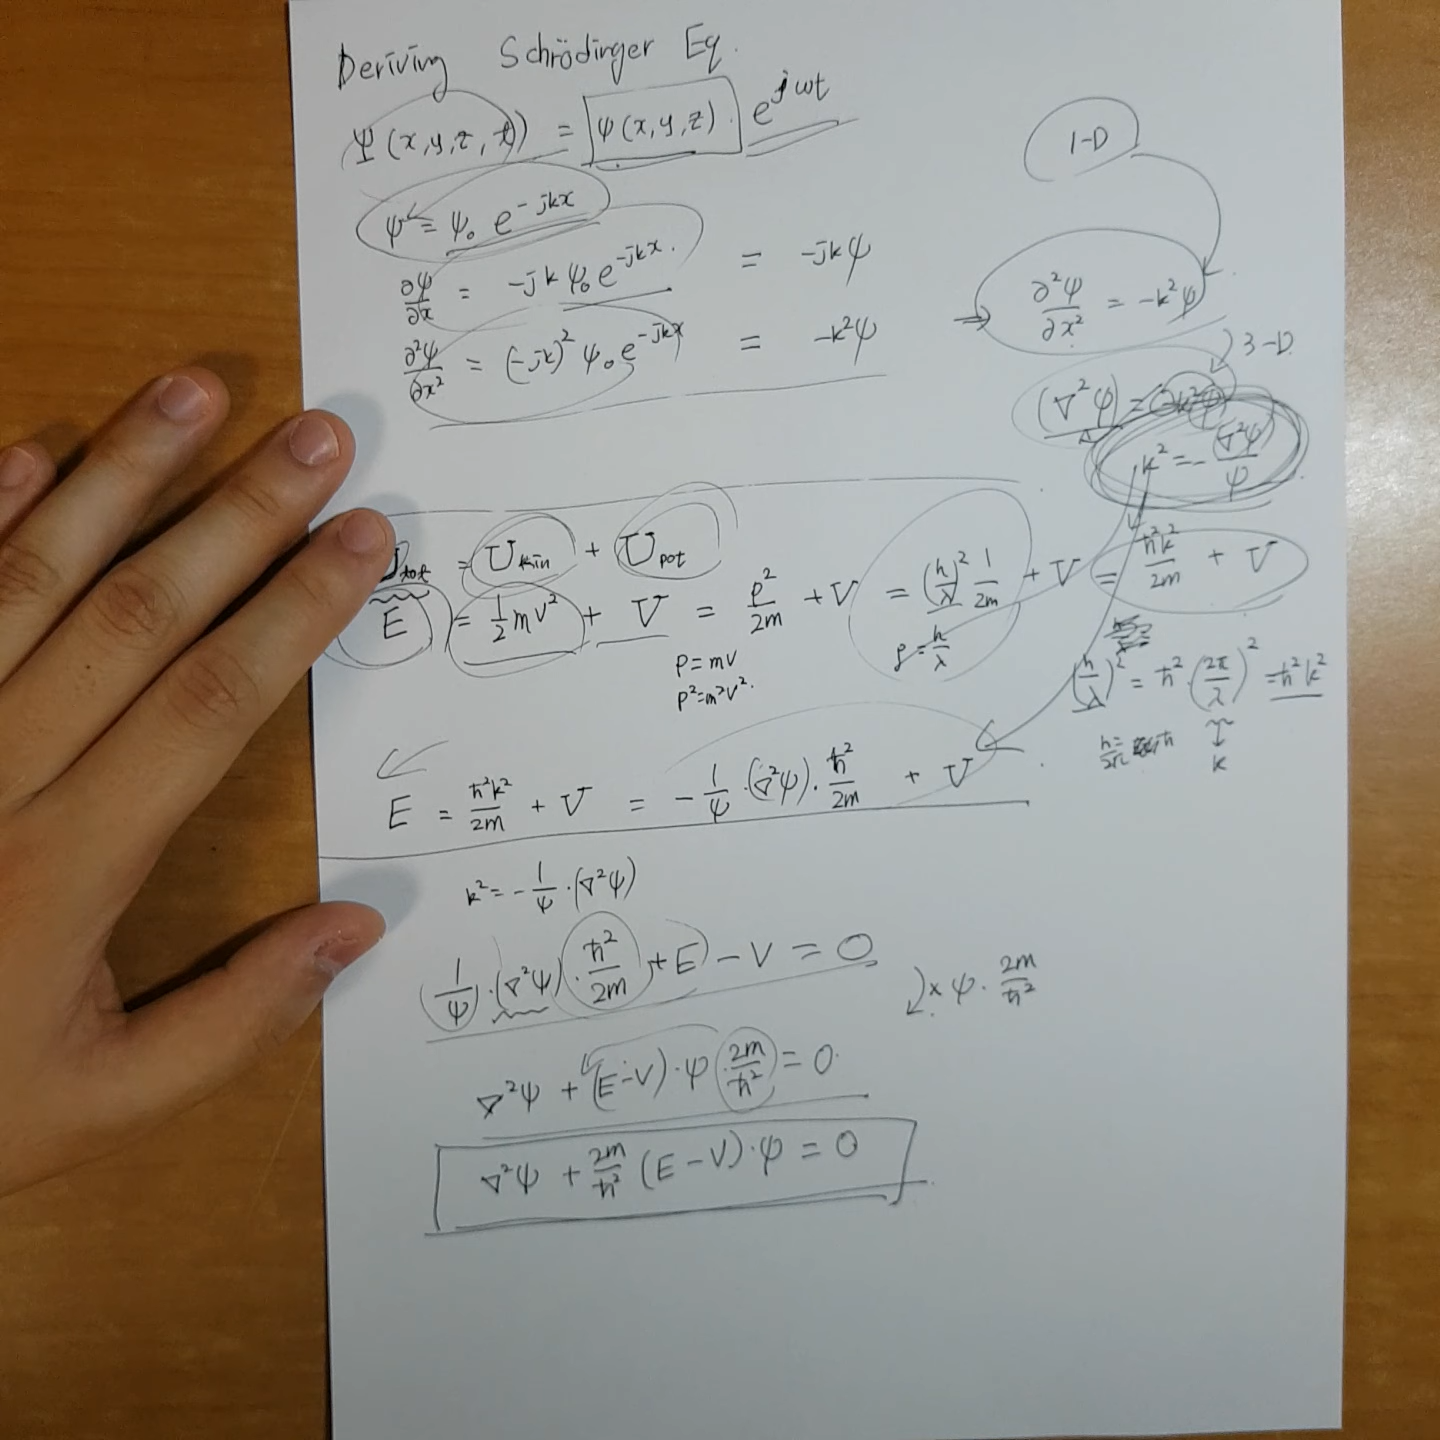 Deriving Schrödinger Eq.
Ψ(x,y,z,t) = ψ(x,y,z) · e^{jωt}
1-D
ψ = ψ₀ e^{-jkx}
∂ψ/∂x = -jk ψ₀ e^{-jkx} = -jkψ
∂²ψ/∂x² = (-jk)² ψ₀ e^{-jkx} = -k²ψ
⇒ ∂²ψ/∂x² = -k²ψ
3-D
(∇²ψ) = -k²ψ
k² = - ∇²ψ/ψ
U_tot = U_kin + U_pot
E = 1/2 mv² + V = p²/2m + V = (h/λ)² 1/2m + V = ħ²k²/2m + V
p = mv
p² = m²v².
p = h/λ
(h/λ)² = ħ² · (2π/λ)² = ħ²k²
h/2π = ħ
k
E = ħ²k²/2m + V = - 1/ψ · (∇²ψ) · ħ²/2m + V
k² = - 1/ψ · (∇²ψ)
1/ψ · (∇²ψ) · ħ²/2m + E - V = 0
× ψ · 2m/ħ²
∇²ψ + (E-V) · ψ · 2m/ħ² = 0
∇²ψ + 2m/ħ² (E-V) · ψ = 0